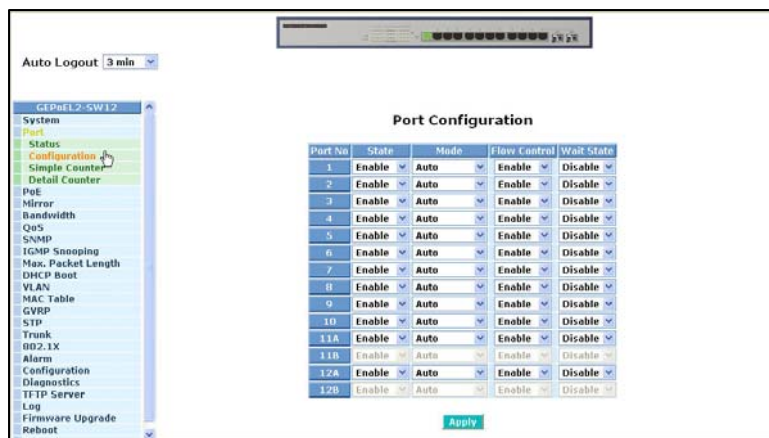 Auto Logout 3 min
GEPoEL2-SW12
System
Port
Status
Configuration
Simple Counter
Detail Counter
PoE
Mirror
Bandwidth
QoS
SNMP
IGMP Snooping
Max. Packet Length
DHCP Boot
VLAN
MAC Table
GVRP
STP
Trunk
802.1X
Alarm
Configuration
Diagnostics
TFTP Server
Log
Firmware Upgrade
Reboot
Port Configuration
Port No State Mode Flow Control Wait State
1 Enable Auto Enable Disable
2 Enable Auto Enable Disable
3 Enable Auto Enable Disable
4 Enable Auto Enable Disable
5 Enable Auto Enable Disable
6 Enable Auto Enable Disable
7 Enable Auto Enable Disable
8 Enable Auto Enable Disable
9 Enable Auto Enable Disable
10 Enable Auto Enable Disable
11A Enable Auto Enable Disable
11B Enable Auto Enable Disable
12A Enable Auto Enable Disable
12B Enable Auto Enable Disable
Apply